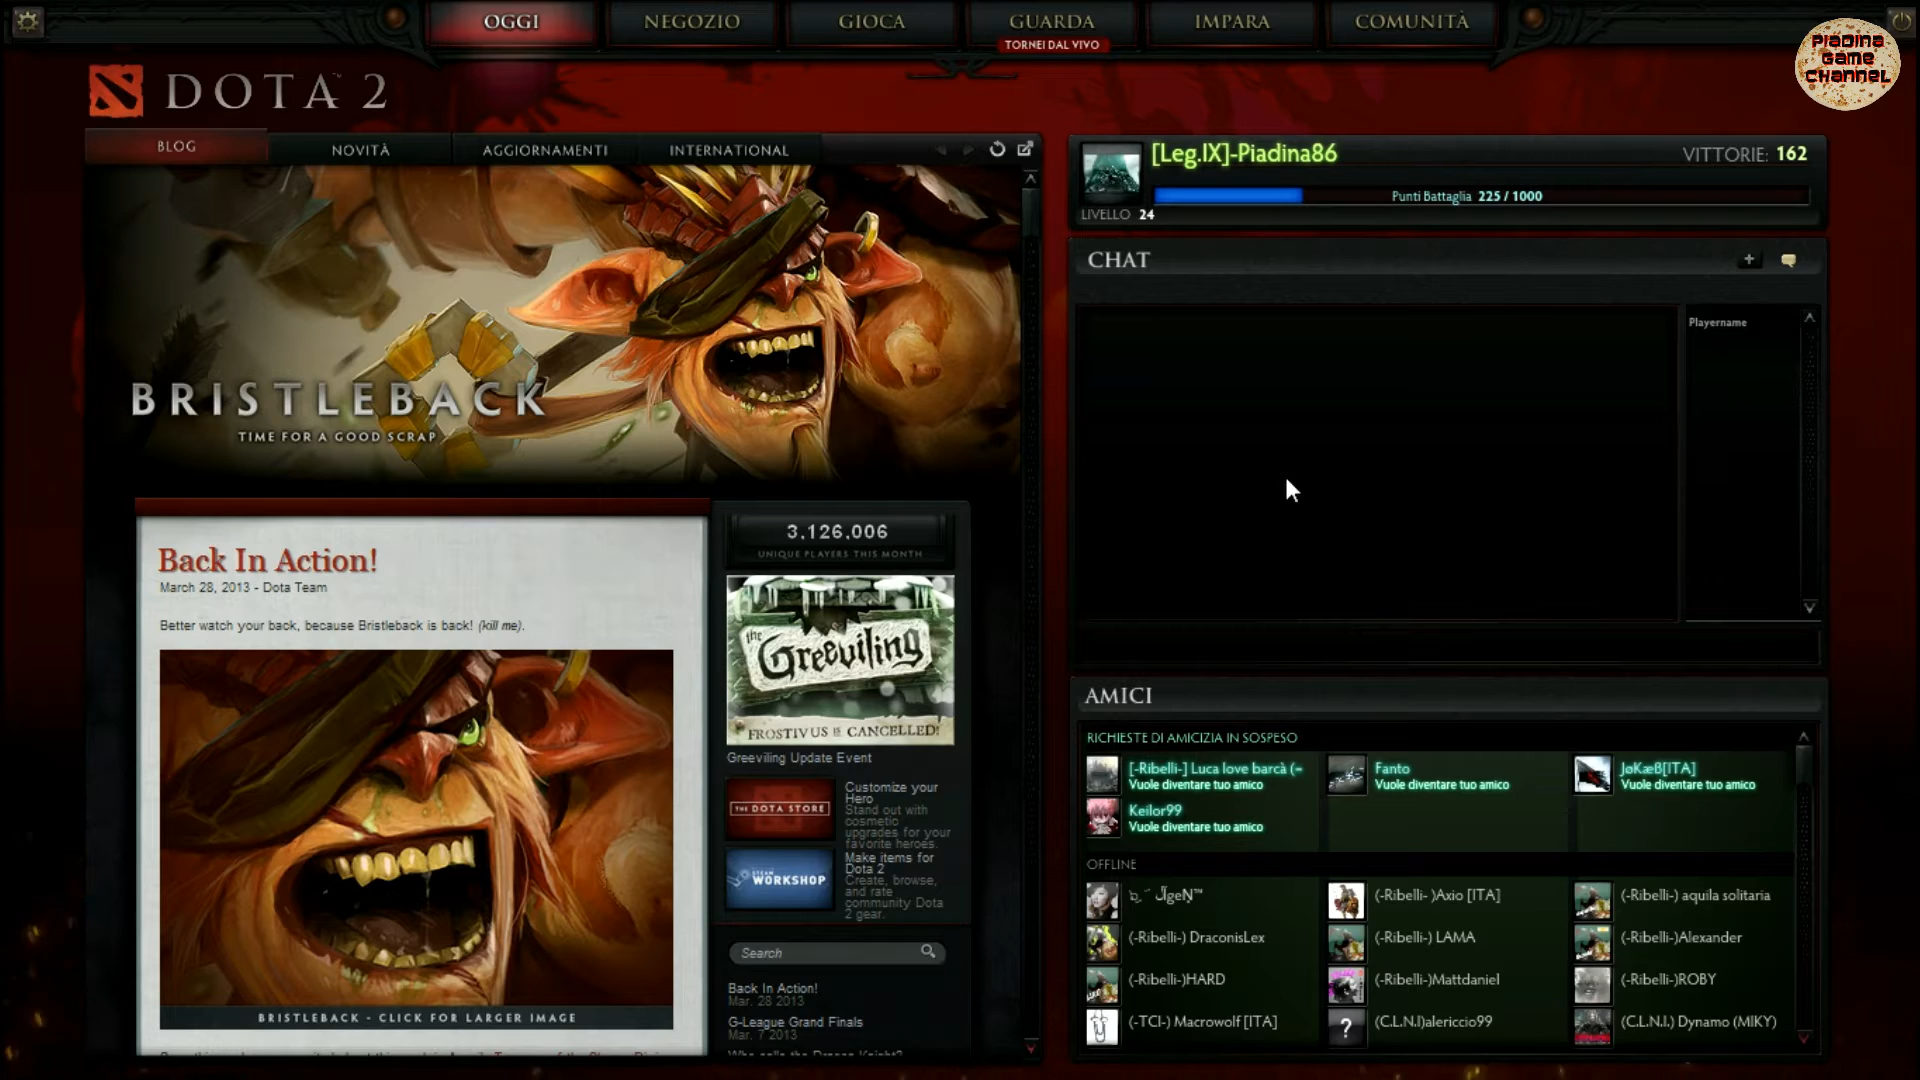 OGGI
NEGOZIO
GIOCA
GUARDA
TORNEI DAL VIVO
IMPARA
COMUNITÀ
Piadina
Game
Channel
DOTA 2
BLOG
NOVITÀ
AGGIORNAMENTI
INTERNATIONAL
BRISTLEBACK
TIME FOR A GOOD SCRAP
Back In Action!
March 28, 2013 - Dota Team
Better watch your back, because Bristleback is back! (kill me).
BRISTLEBACK - CLICK FOR LARGER IMAGE
3,126,006
UNIQUE PLAYERS THIS MONTH
the Greeviling
FROSTIVUS IS CANCELLED!
Greeviling Update Event
THE DOTA STORE
Customize your
Hero
Stand out with
cosmetic
upgrades for your
favorite heroes.
STEAM
WORKSHOP
Make items for
Dota 2
Create, browse,
and rate
community Dota
2 gear.
Search
Back In Action!
Mar. 28 2013
G-League Grand Finals
Mar. 7 2013
Who calls the Dragon Knight?
[Leg.IX]-Piadina86
VITTORIE: 162
Punti Battaglia 225 / 1000
LIVELLO 24
CHAT
+
Playername
AMICI
RICHIESTE DI AMICIZIA IN SOSPESO
[-Ribelli-] Luca love barcà (=
Vuole diventare tuo amico
Fanto
Vuole diventare tuo amico
JøKæB[ITA]
Vuole diventare tuo amico
Keilor99
Vuole diventare tuo amico
OFFLINE
(-Ribelli- )Axio [ITA]
(-Ribelli-) aquila solitaria
(-Ribelli-) DraconisLex
(-Ribelli-) LAMA
(-Ribelli-)Alexander
(-Ribelli-)HARD
(-Ribelli-)Mattdaniel
(-Ribelli-)ROBY
(-TCI-) Macrowolf [ITA]
?
(C.L.N.I)alericcio99
(C.L.N.I.) Dynamo (MIKY)